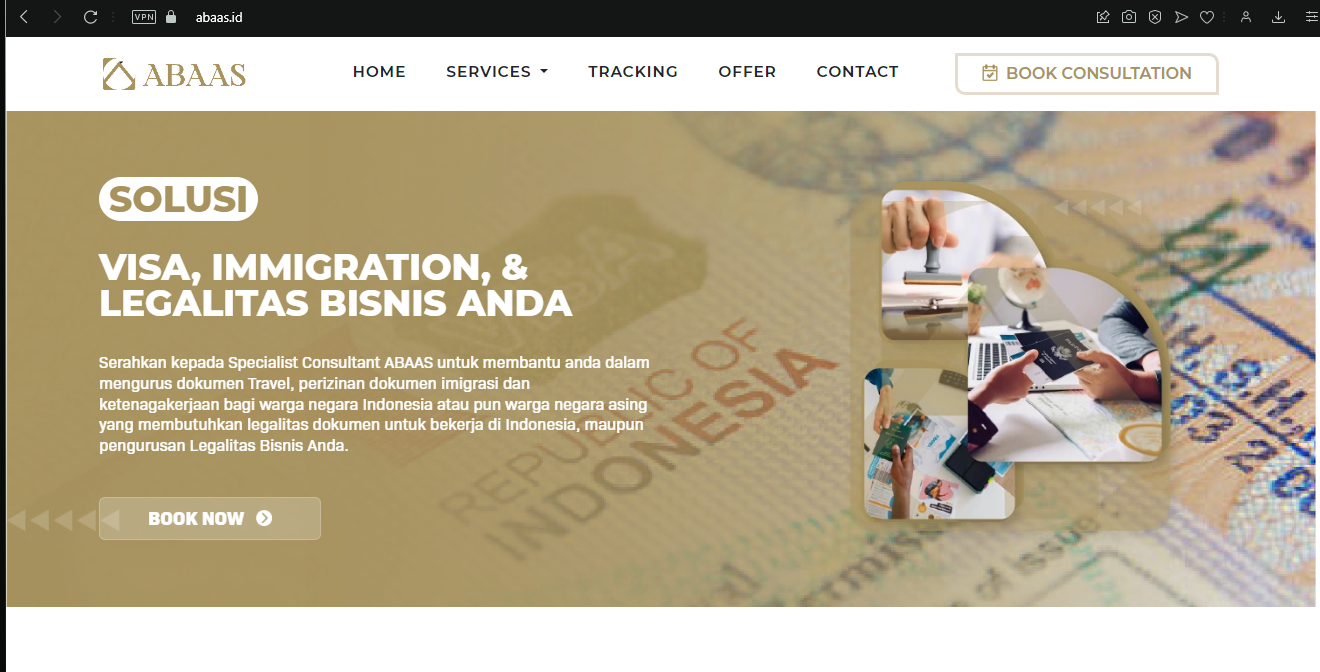 VPN
abaas.id
ABAAS
HOME
SERVICES
TRACKING
OFFER
CONTACT
BOOK CONSULTATION
SOLUSI
VISA, IMMIGRATION, &
LEGALITAS BISNIS ANDA
Serahkan kepada Specialist Consultant ABAAS untuk membantu anda dalam
mengurus dokumen Travel, perizinan dokumen imigrasi dan
ketenagakerjaan bagi warga negara Indonesia atau pun warga negara asing
yang membutuhkan legalitas dokumen untuk bekerja di Indonesia, maupun
pengurusan Legalitas Bisnis Anda.
BOOK NOW
REPUBLIC OF
INDONESIA
of issue